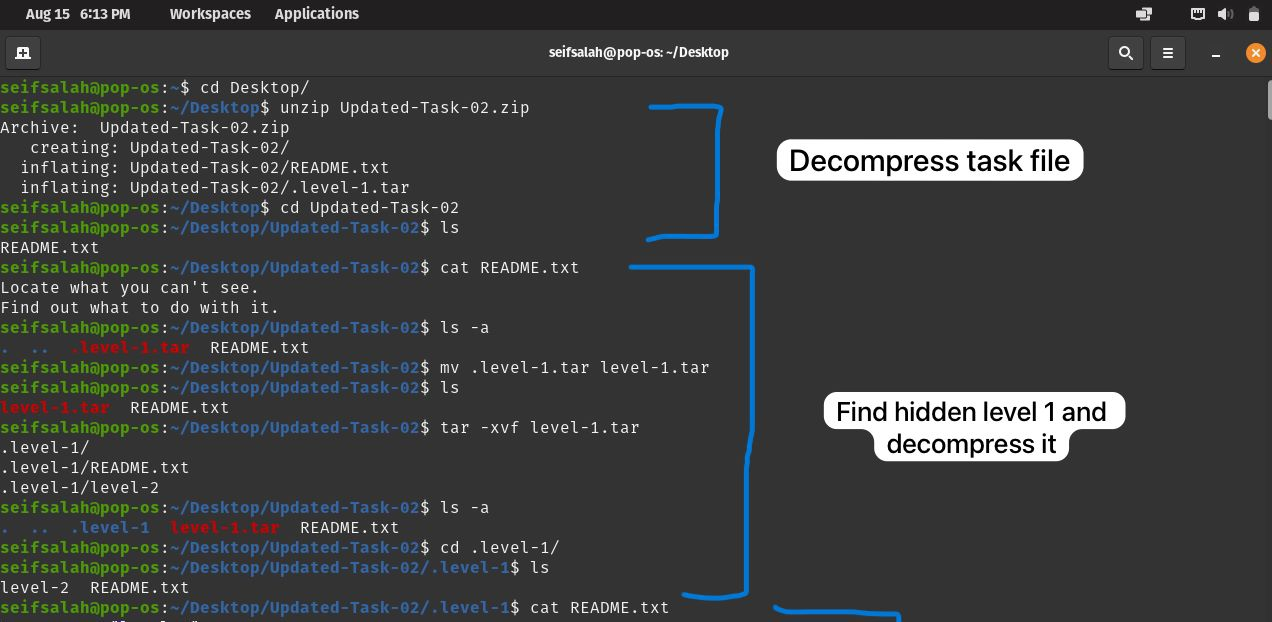 Aug 15 6:13 PM Workspaces Applications
seifsalah@pop-os: ~/Desktop
seifsalah@pop-os:~$ cd Desktop/
seifsalah@pop-os:~/Desktop$ unzip Updated-Task-02.zip
Archive:  Updated-Task-02.zip
   creating: Updated-Task-02/
  inflating: Updated-Task-02/README.txt
  inflating: Updated-Task-02/.level-1.tar
seifsalah@pop-os:~/Desktop$ cd Updated-Task-02
seifsalah@pop-os:~/Desktop/Updated-Task-02$ ls
README.txt
Decompress task file
seifsalah@pop-os:~/Desktop/Updated-Task-02$ cat README.txt
Locate what you can't see.
Find out what to do with it.
seifsalah@pop-os:~/Desktop/Updated-Task-02$ ls -a
.  ..  .level-1.tar  README.txt
seifsalah@pop-os:~/Desktop/Updated-Task-02$ mv .level-1.tar level-1.tar
seifsalah@pop-os:~/Desktop/Updated-Task-02$ ls
level-1.tar  README.txt
seifsalah@pop-os:~/Desktop/Updated-Task-02$ tar -xvf level-1.tar
.level-1/
.level-1/README.txt
.level-1/level-2
seifsalah@pop-os:~/Desktop/Updated-Task-02$ ls -a
.  ..  .level-1  level-1.tar  README.txt
seifsalah@pop-os:~/Desktop/Updated-Task-02$ cd .level-1/
seifsalah@pop-os:~/Desktop/Updated-Task-02/.level-1$ ls
level-2  README.txt
Find hidden level 1 and
decompress it
seifsalah@pop-os:~/Desktop/Updated-Task-02/.level-1$ cat README.txt